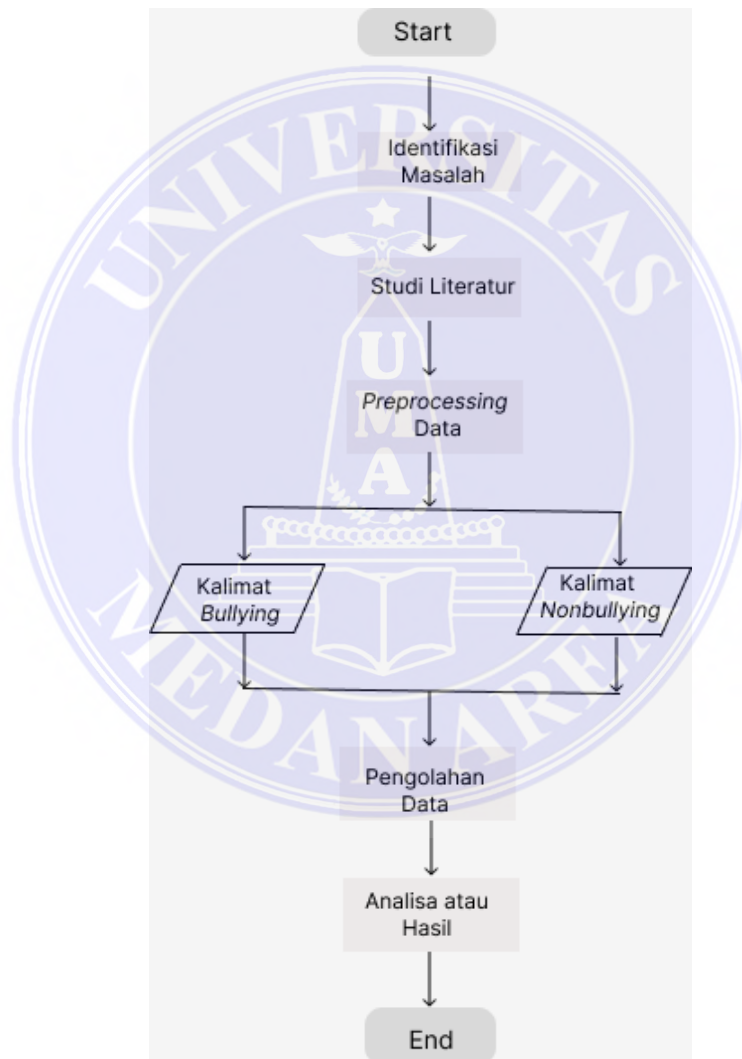 Start
UNIVERSITAS
Identifikasi
Masalah
Studi Literatur
U
M
A
Preprocessing
Data
Kalimat
Bullying
Kalimat
Nonbullying
MEDAN AREA
Pengolahan
Data
Analisa atau
Hasil
End